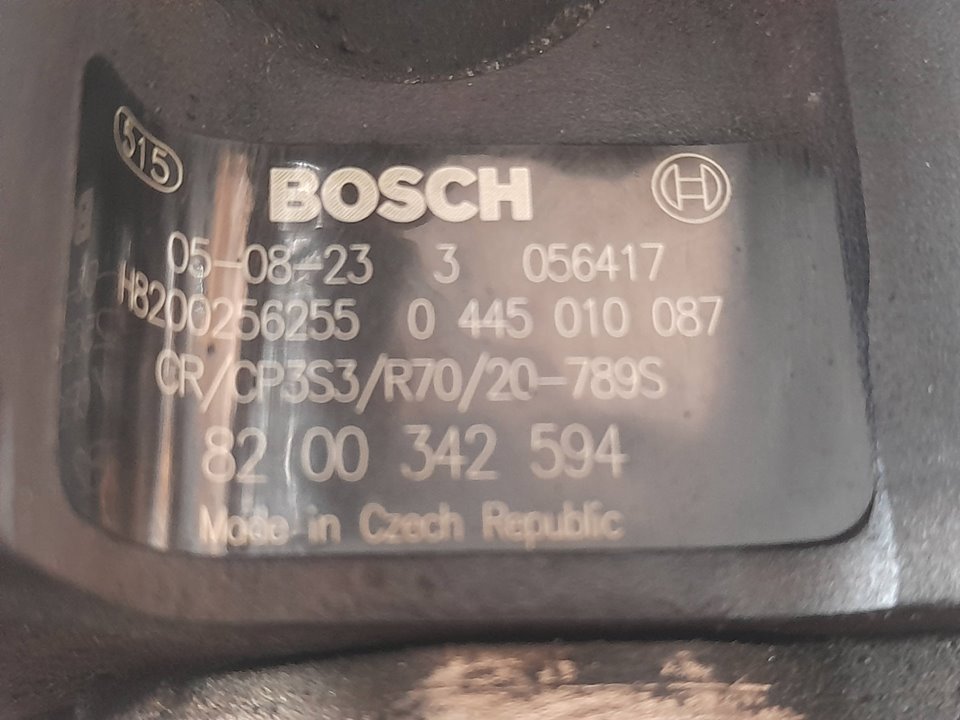 515
BOSCH
05-08-23 3 056417
H8200256255 0 445 010 087
CR/CP3S3/R70/20-789S
82 00 342 594
Made in Czech Republic